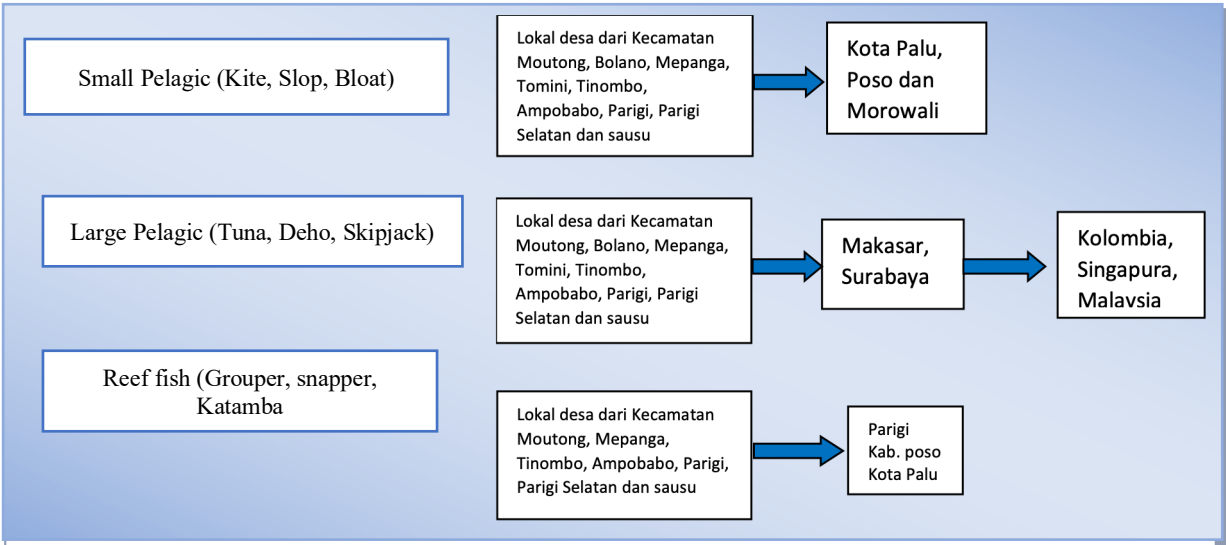 Small Pelagic (Kite, Slop, Bloat)
Lokal desa dari Kecamatan
Moutong, Bolano, Mepanga,
Tomini, Tinombo,
Ampobabo, Parigi, Parigi
Selatan dan sausu
Kota Palu,
Poso dan
Morowali
Large Pelagic (Tuna, Deho, Skipjack)
Lokal desa dari Kecamatan
Moutong, Bolano, Mepanga,
Tomini, Tinombo,
Ampobabo, Parigi, Parigi
Selatan dan sausu
Makasar,
Surabaya
Kolombia,
Singapura,
Malaysia
Reef fish (Grouper, snapper,
Katamba
Lokal desa dari Kecamatan
Moutong, Mepanga,
Tinombo, Ampobabo, Parigi,
Parigi Selatan dan sausu
Parigi
Kab. poso
Kota Palu